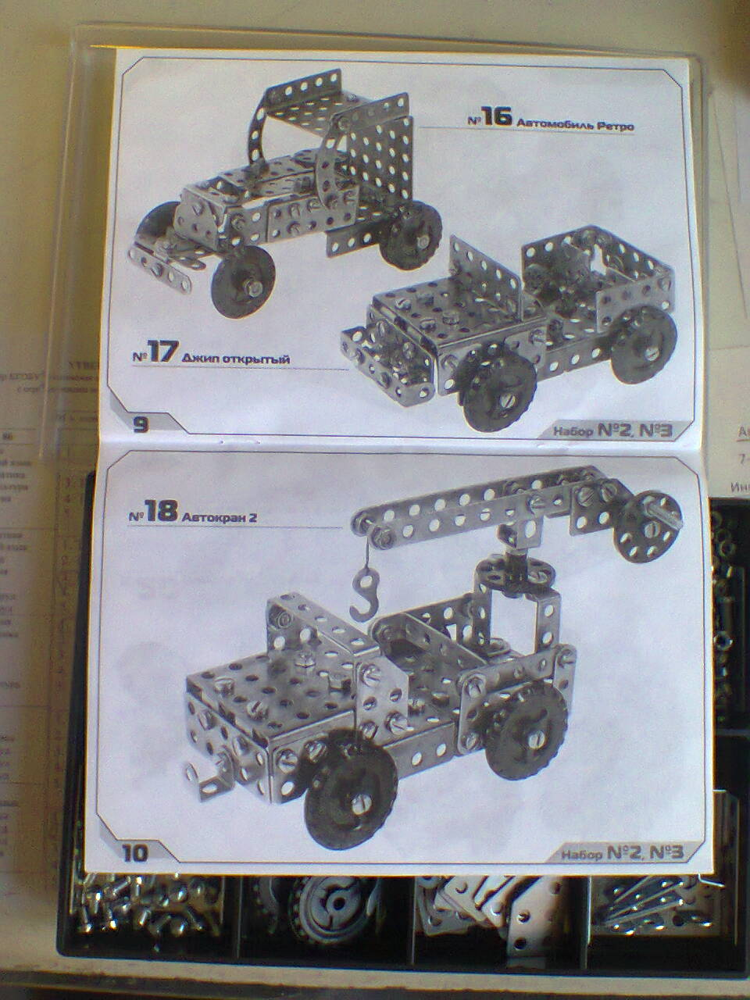 №16 Автомобиль Ретро
№17 Джип открытый
9
Набор №2, №3
№18 Автокран 2
10
Набор №2, №3